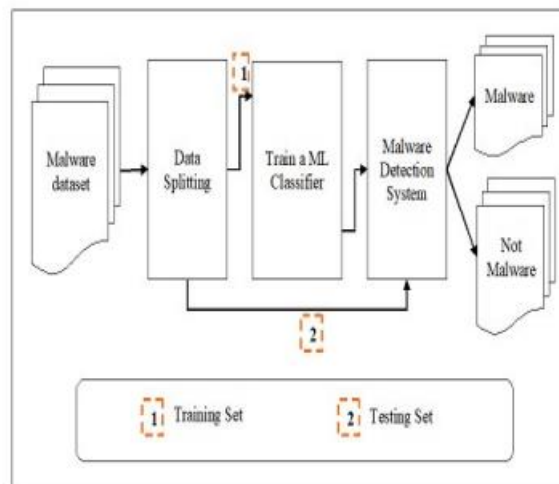 Malware
dataset
Data
Splitting
1
Train a ML
Classifier
Malware
Detection
System
Malware
Not
Malware
2
1 Training Set
2 Testing Set